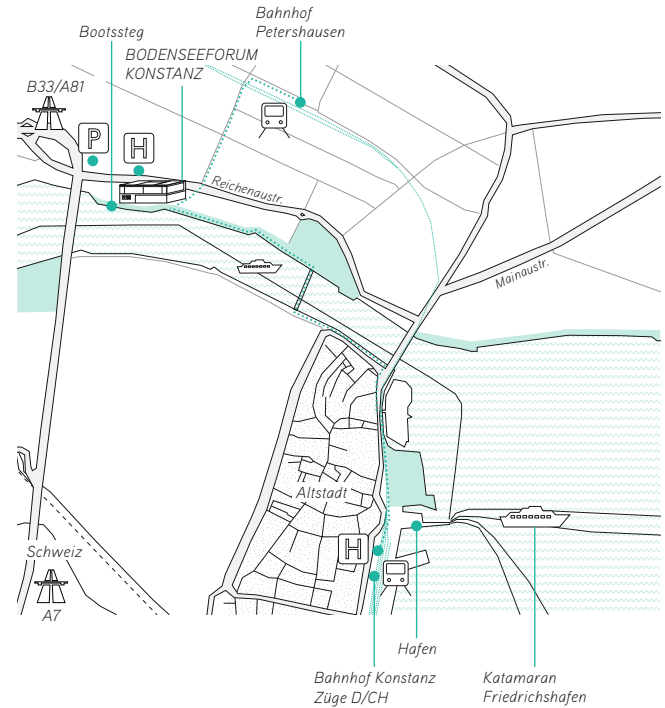 Bahnhof
Petershausen
Bootssteg
BODENSEEFORUM
KONSTANZ
B33/A81
P
H
Reichenaustr.
Mainaustr.
Altstadt
H
Schweiz
A7
Hafen
Bahnhof Konstanz
Züge D/CH
Katamaran
Friedrichshafen